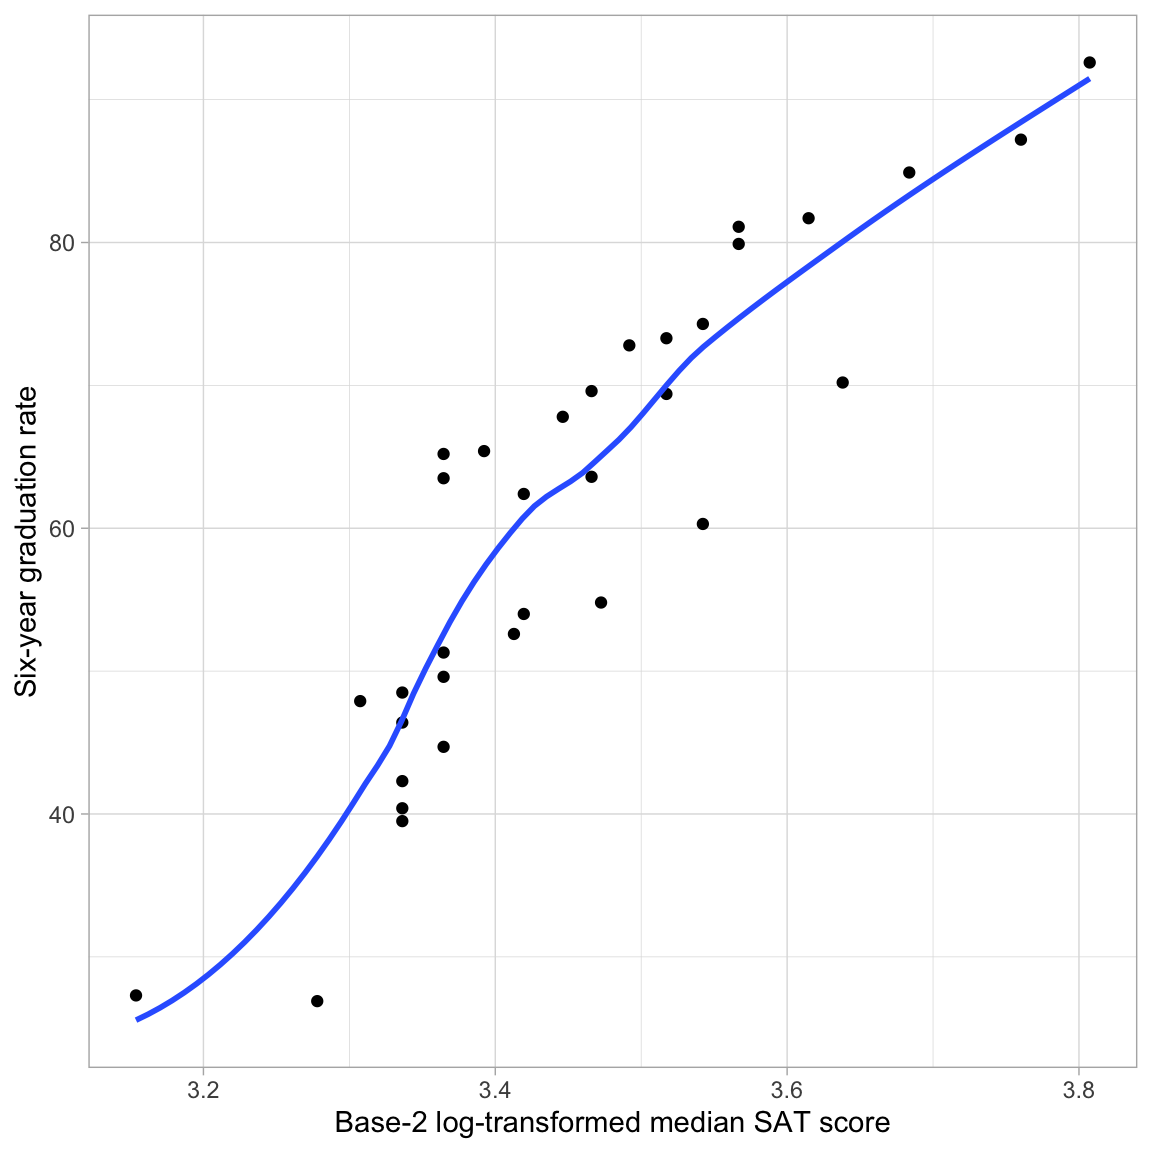 Six-year graduation rate
80
60
40
3.2 3.4 3.6 3.8
Base-2 log-transformed median SAT score